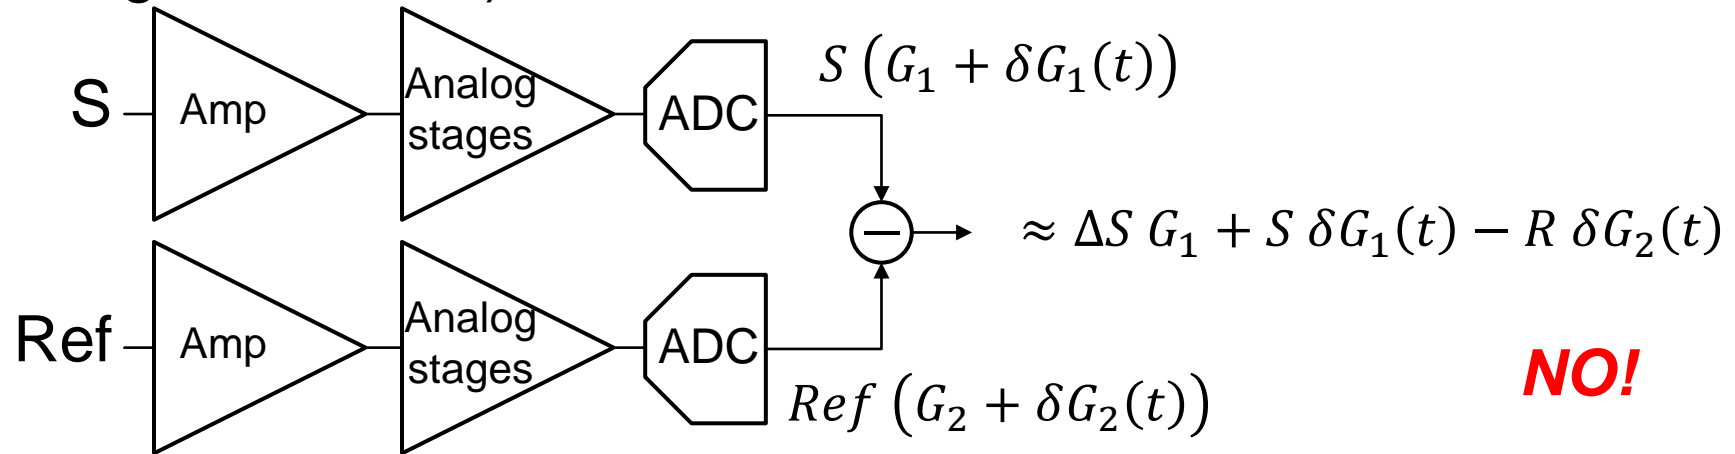 S
Amp
Analog
stages
ADC
S (G₁ + δG₁(t))
−
≈ ΔS G₁ + S δG₁(t) − R δG₂(t)
Ref
Amp
Analog
stages
ADC
Ref (G₂ + δG₂(t))
NO!